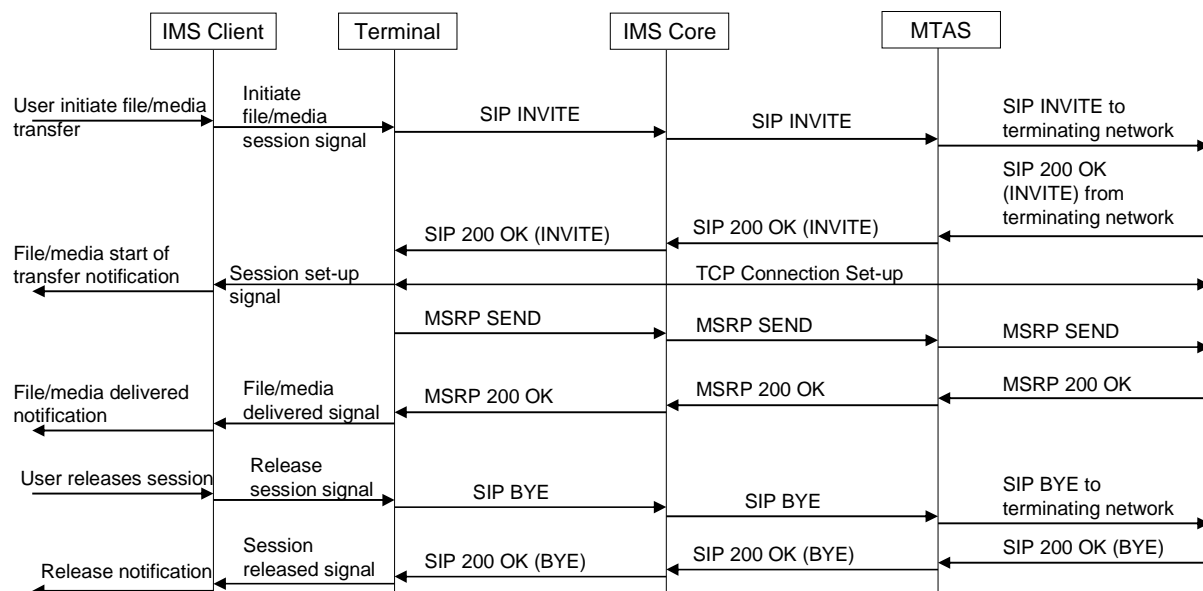 IMS Client
Terminal
IMS Core
MTAS
User initiate file/media
transfer
Initiate
file/media
session signal
SIP INVITE
SIP INVITE
SIP INVITE to
terminating network
SIP 200 OK
(INVITE) from
terminating network
SIP 200 OK (INVITE)
SIP 200 OK (INVITE)
File/media start of
transfer notification
Session set-up
signal
TCP Connection Set-up
MSRP SEND
MSRP SEND
MSRP SEND
File/media delivered
notification
File/media
delivered signal
MSRP 200 OK
MSRP 200 OK
MSRP 200 OK
User releases session
Release
session signal
SIP BYE
SIP BYE
SIP BYE to
terminating network
Release notification
Session
released signal
SIP 200 OK (BYE)
SIP 200 OK (BYE)
SIP 200 OK (BYE)